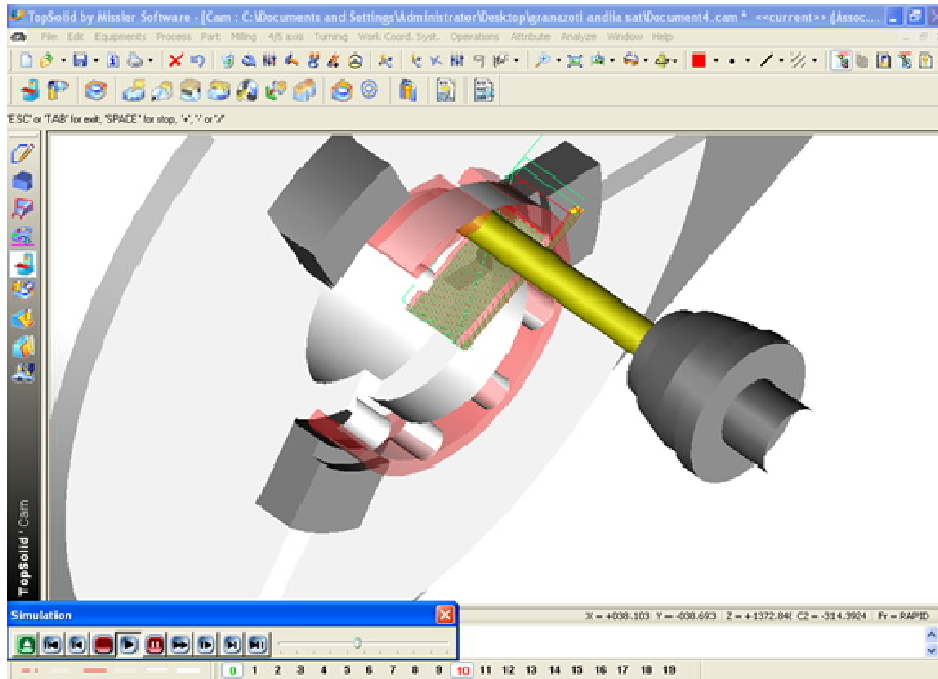 TopSolid by Missler Software - [Cam : C:\Documents and Settings\Administrator\Desktop\gramazoti andila sat\Document4..cam * <<current>> (Assoc....
File Edit Equipments Process Part Milling 4/5 axis Turning Work Coord. Syst. Operations Attribute Analyze Window Help
'ESC' or 'TAB' for exit, 'SPACE' for stop, '+', '-' or '/'
TopSolid'Cam
Simulation
X = +038.103 Y = -038.693 Z = +1372.84( C2 = -314.3924 Fr = RAPID
0 1 2 3 4 5 6 7 8 9 10 11 12 13 14 15 16 17 18 19